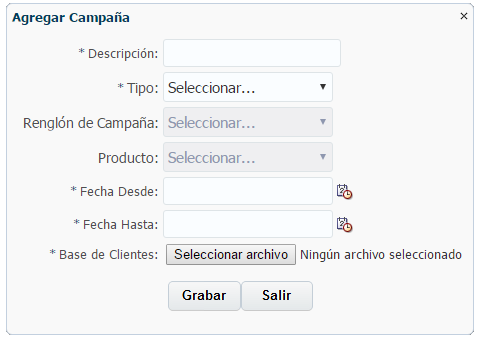 Agregar Campaña ×
* Descripción:
* Tipo: Seleccionar...
Renglón de Campaña: Seleccionar...
Producto: Seleccionar...
* Fecha Desde:
* Fecha Hasta:
* Base de Clientes: Seleccionar archivo Ningún archivo seleccionado
Grabar Salir